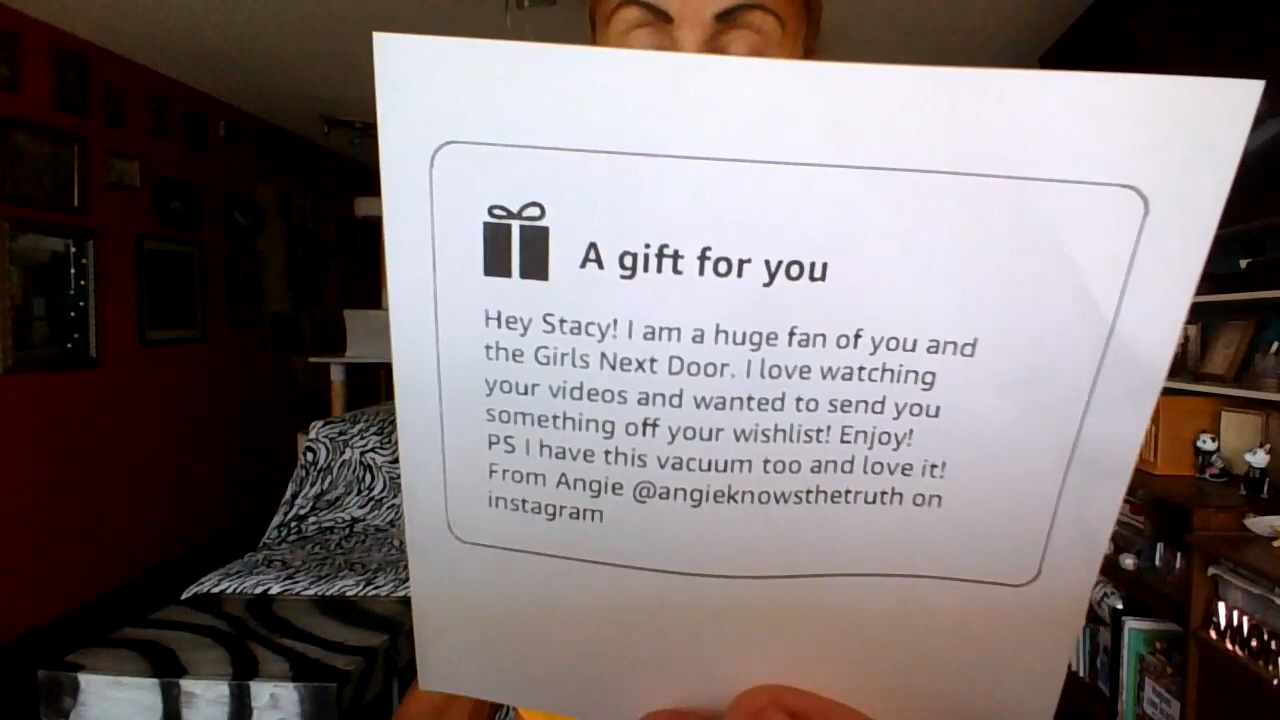 A gift for you
Hey Stacy! I am a huge fan of you and
the Girls Next Door. I love watching
your videos and wanted to send you
something off your wishlist! Enjoy!
PS I have this vacuum too and love it!
From Angie @angieknowsthetruth on
instagram